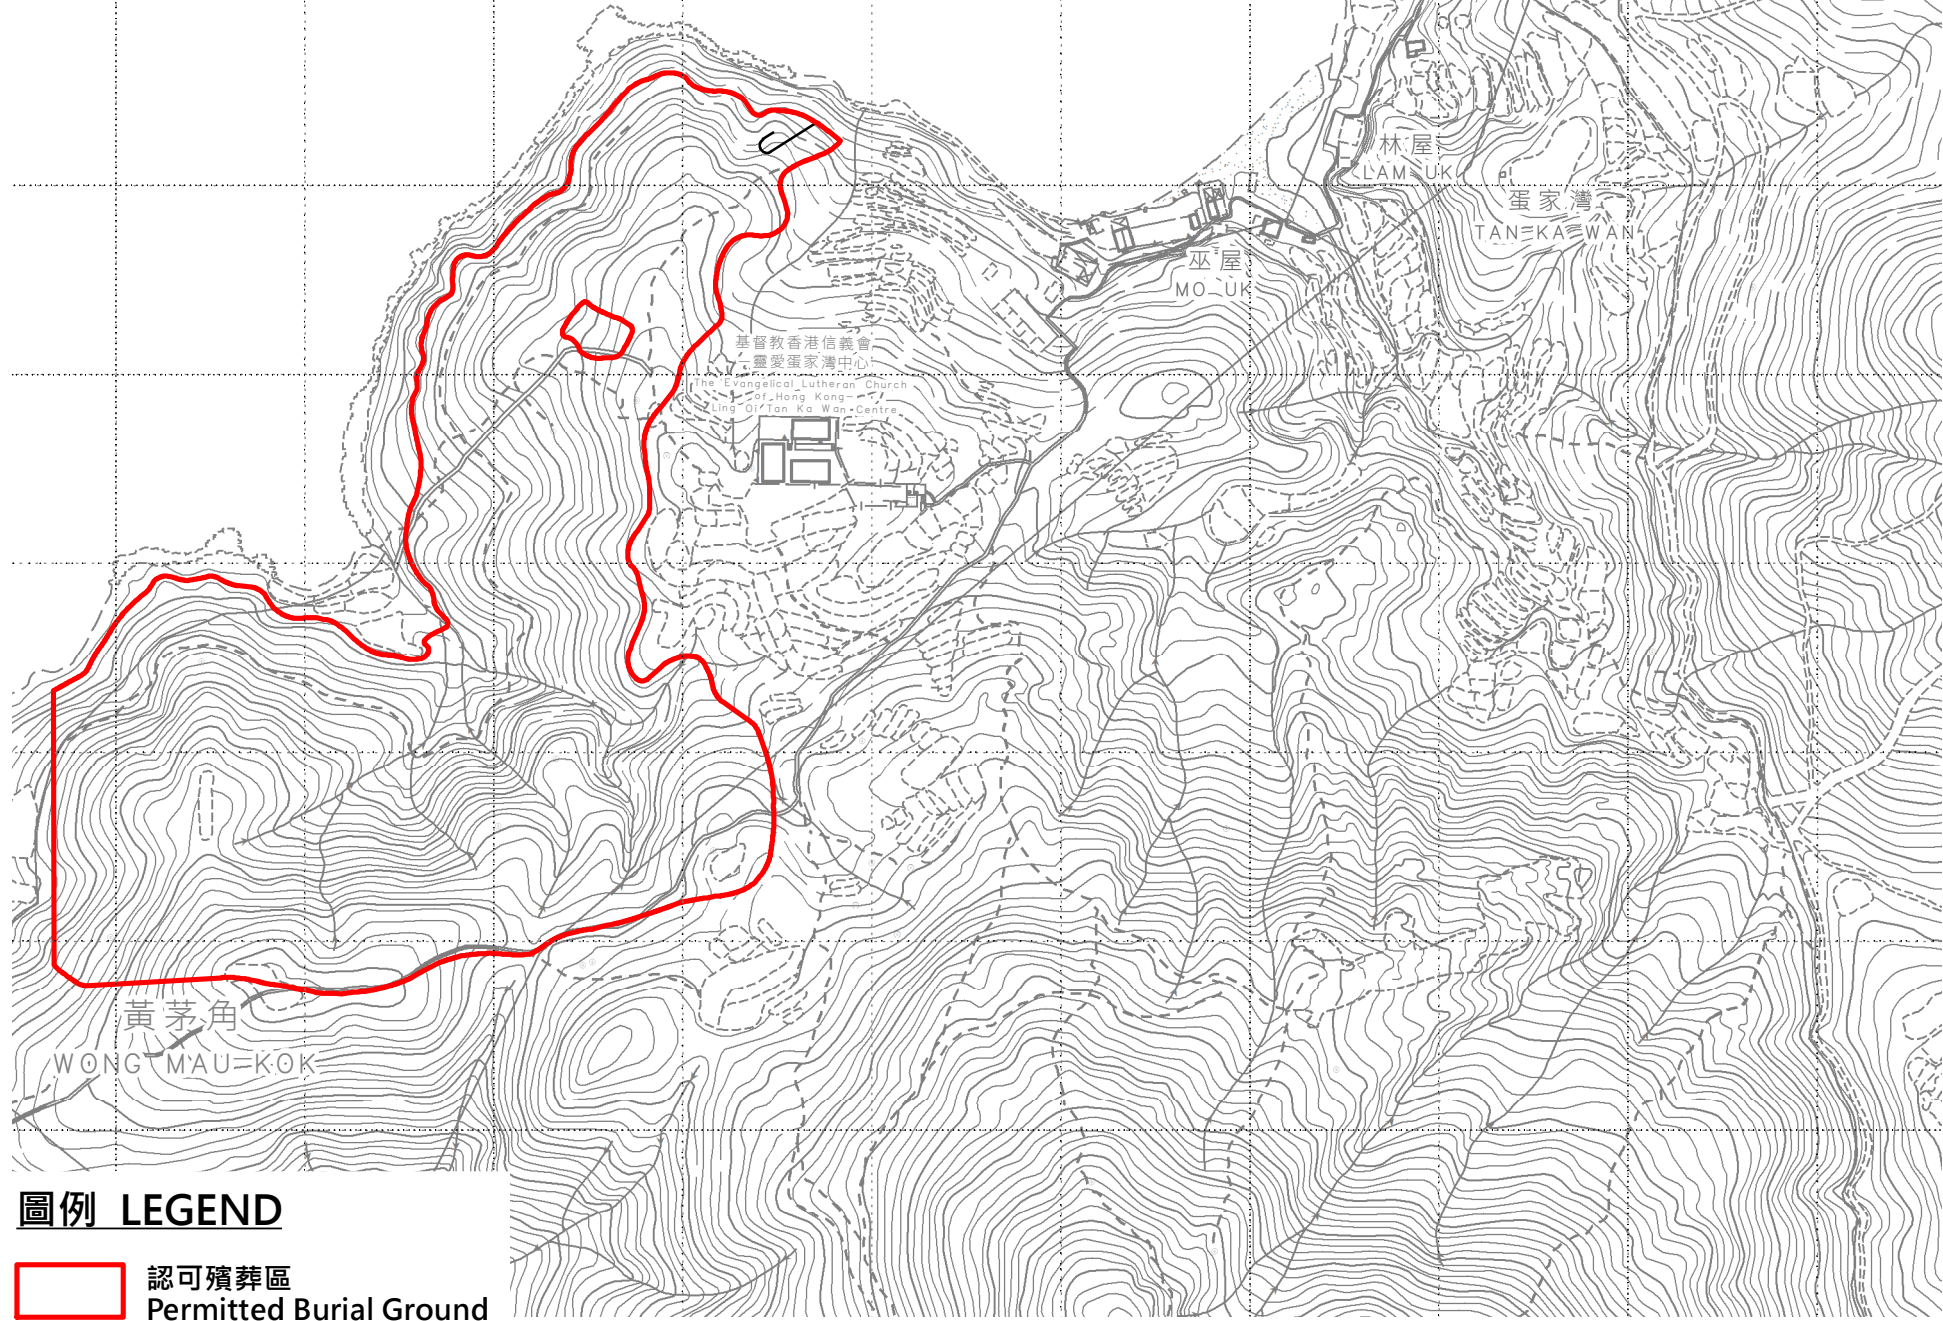 林屋
LAM UK
蛋家灣
TAN KA WAN
巫屋
MO UK
基督教香港信義會
靈愛蛋家灣中心
The Evangelical Lutheran Church
of Hong Kong-
Ling Oi Tan Ka Wan Centre
黃茅角
WONG MAU KOK
圖例 LEGEND
認可殯葬區
Permitted Burial Ground